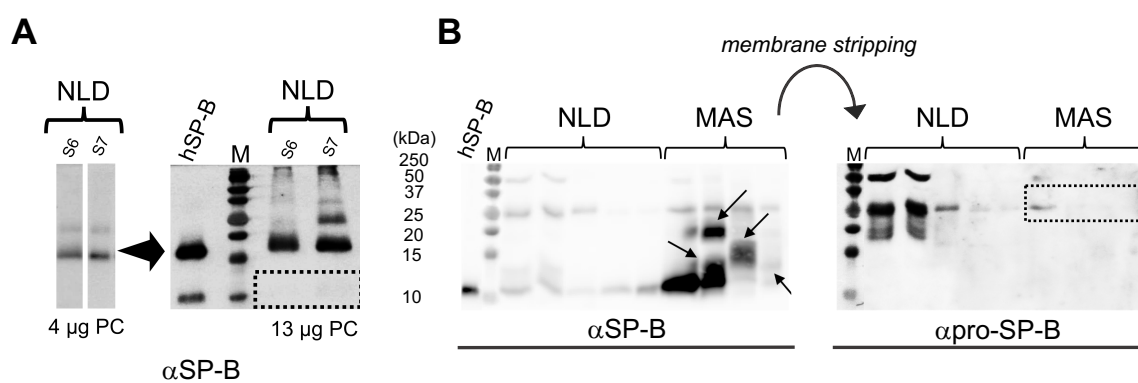 A
NLD
S6 S7
4 µg PC
hSP-B
M
NLD
S6 S7
13 µg PC
αSP-B
B
membrane stripping
(kDa)
250
50
37
25
20
15
10
hSP-B
M
NLD
MAS
αSP-B
M
NLD
MAS
αpro-SP-B